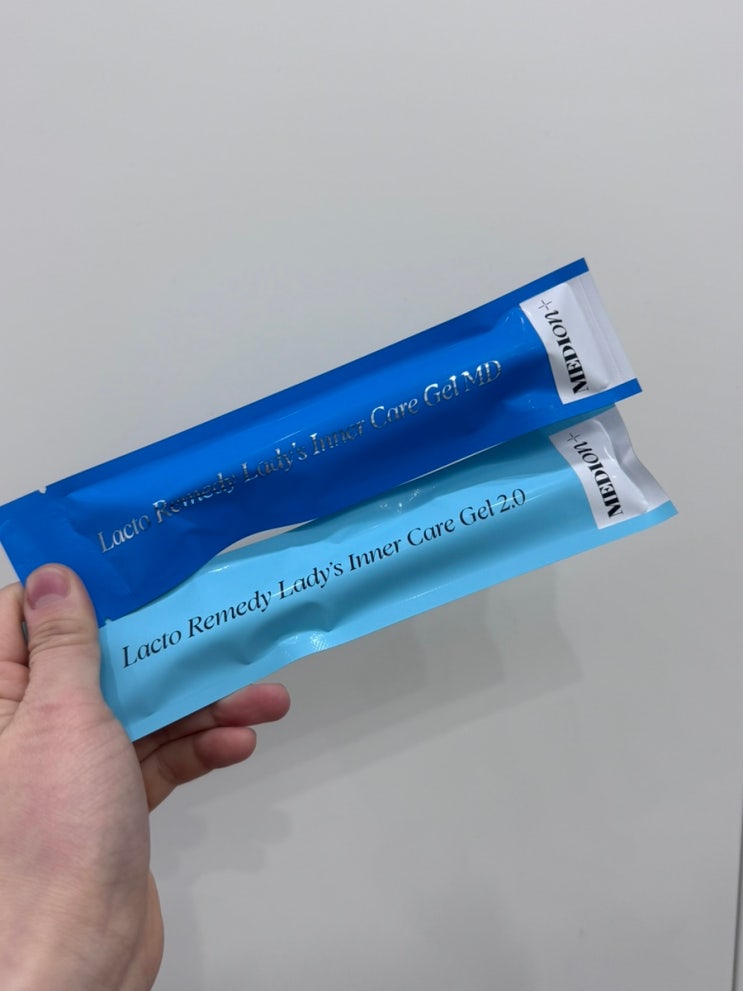 MEDION+
Lacto Remedy Lady's Inner Care Gel MD
MEDION+
Lacto Remedy Lady's Inner Care Gel 2.0